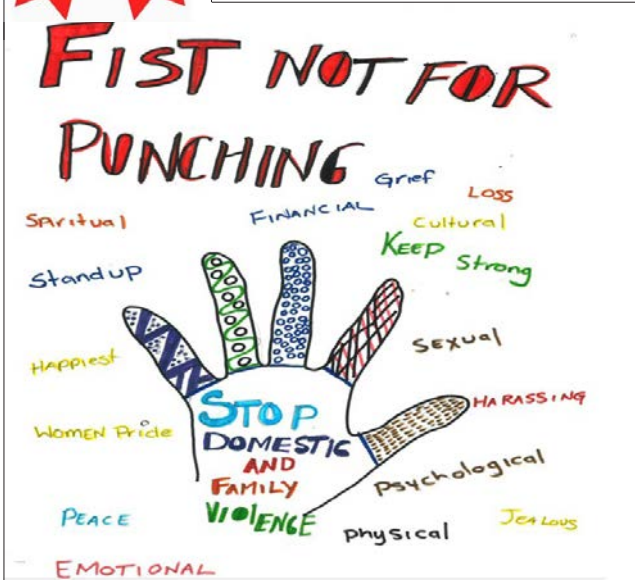 FIST NOT FOR
PUNCHING
Grief
LOSS
Spiritual
FINANCIAL
Cultural
KEEP Strong
Standup
SEXUAL
HAPPIEST
HARASSING
STOP
WOMEN Pride
DOMESTIC
AND
FAMILY
Psychological
VIOLENCE
PEACE
physical
JEALOUS
EMOTIONAL